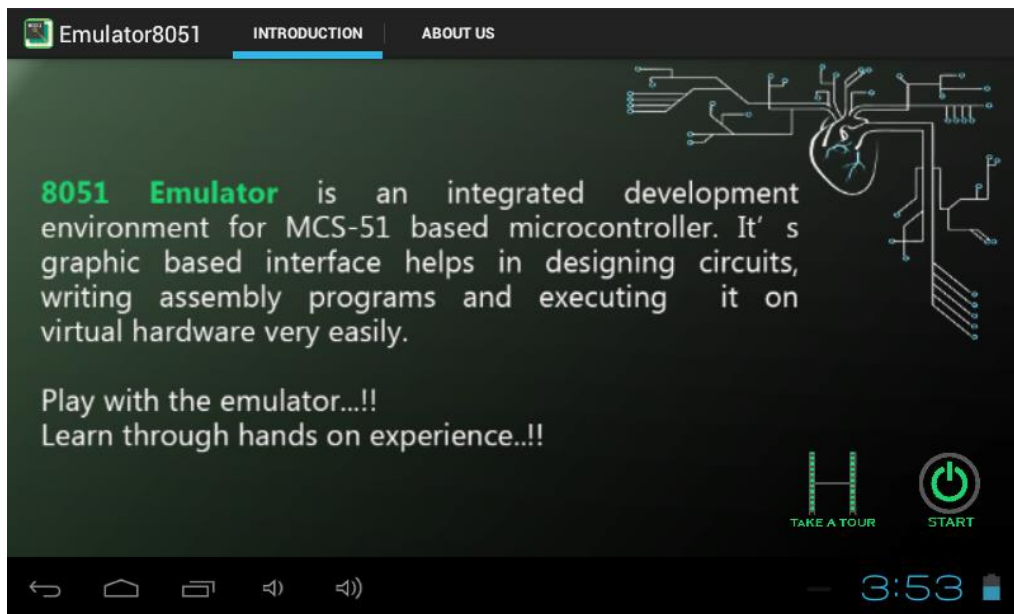 Emulator8051 INTRODUCTION ABOUT US
8051 Emulator is an integrated development
environment for MCS-51 based microcontroller. It’ s
graphic based interface helps in designing circuits,
writing assembly programs and executing it on
virtual hardware very easily.
Play with the emulator...!!
Learn through hands on experience..!!
TAKE A TOUR START
3:53